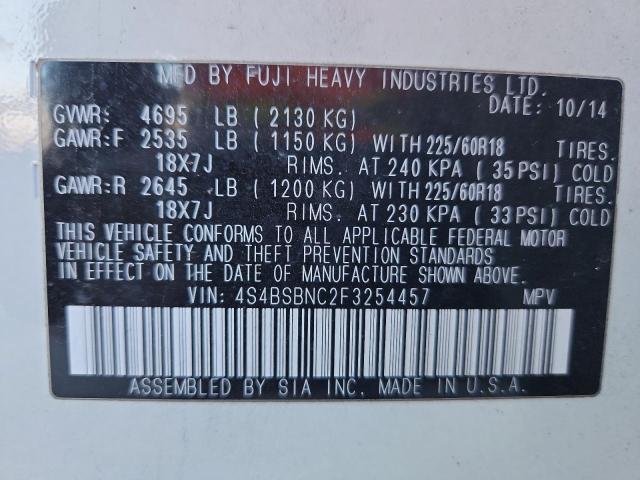 MFD BY FUJI HEAVY INDUSTRIES LTD.
DATE: 10/14
GVWR: 4695 LB ( 2130 KG)
GAWR:F 2535 LB ( 1150 KG) WITH 225/60R18 TIRES.
18X7J RIMS. AT 240 KPA ( 35 PSI) COLD
GAWR:R 2645 LB ( 1200 KG) WITH 225/60R18 TIRES.
18X7J RIMS. AT 230 KPA ( 33 PSI) COLD
THIS VEHICLE CONFORMS TO ALL APPLICABLE FEDERAL MOTOR
VEHICLE SAFETY AND THEFT PREVENTION STANDARDS
IN EFFECT ON THE DATE OF MANUFACTURE SHOWN ABOVE.
VIN: 4S4BSBNC2F3254457 MPV
ASSEMBLED BY SIA INC. MADE IN U.S.A.